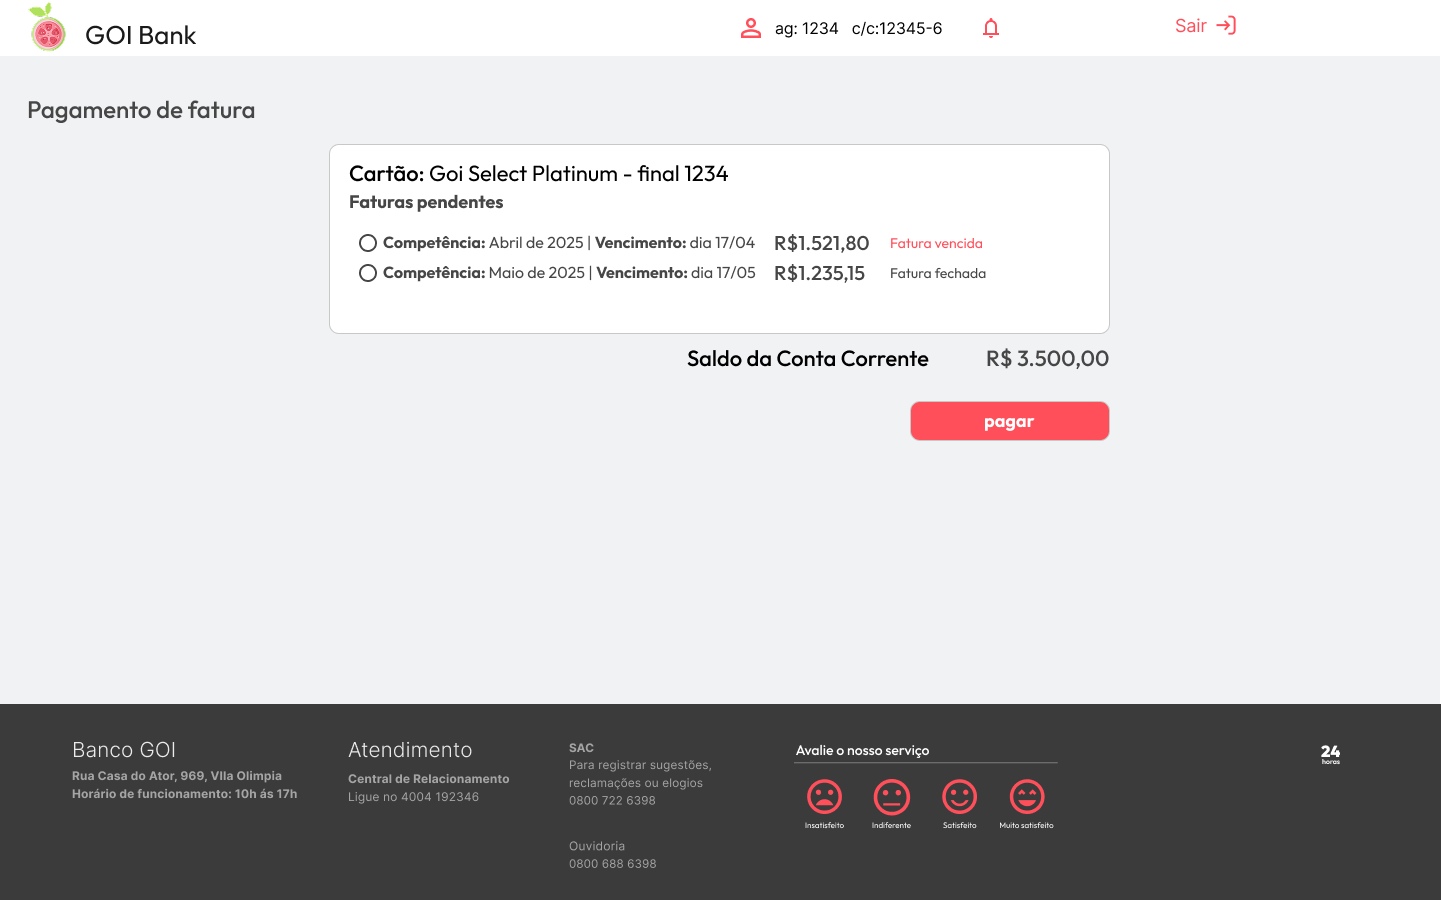 GOI Bank
ag: 1234 c/c:12345-6
Sair
Pagamento de fatura
Cartão: Goi Select Platinum - final 1234
Faturas pendentes
Competência: Abril de 2025 | Vencimento: dia 17/04 R$1.521,80 Fatura vencida
Competência: Maio de 2025 | Vencimento: dia 17/05 R$1.235,15 Fatura fechada
Saldo da Conta Corrente R$ 3.500,00
pagar
Banco GOI
Rua Casa do Ator, 969, VIla Olimpia
Horário de funcionamento: 10h ás 17h
Atendimento
Central de Relacionamento
Ligue no 4004 192346
SAC
Para registrar sugestões,
reclamações ou elogios
0800 722 6398
Ouvidoria
0800 688 6398
Avalie o nosso serviço
Insatisfeito Indiferente Satisfeito Muito satisfeito
24
horas